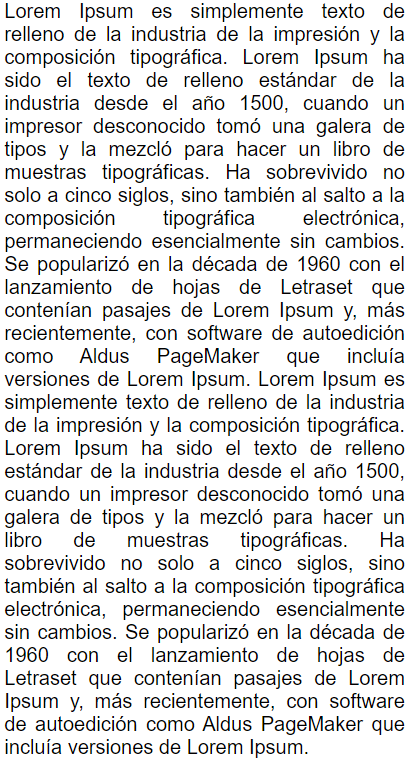 Lorem Ipsum es simplemente texto de
relleno de la industria de la impresión y la
composición tipográfica. Lorem Ipsum ha
sido el texto de relleno estándar de la
industria desde el año 1500, cuando un
impresor desconocido tomó una galera de
tipos y la mezcló para hacer un libro de
muestras tipográficas. Ha sobrevivido no
solo a cinco siglos, sino también al salto a la
composición tipográfica electrónica,
permaneciendo esencialmente sin cambios.
Se popularizó en la década de 1960 con el
lanzamiento de hojas de Letraset que
contenían pasajes de Lorem Ipsum y, más
recientemente, con software de autoedición
como Aldus PageMaker que incluía
versiones de Lorem Ipsum. Lorem Ipsum es
simplemente texto de relleno de la industria
de la impresión y la composición tipográfica.
Lorem Ipsum ha sido el texto de relleno
estándar de la industria desde el año 1500,
cuando un impresor desconocido tomó una
galera de tipos y la mezcló para hacer un
libro de muestras tipográficas. Ha
sobrevivido no solo a cinco siglos, sino
también al salto a la composición tipográfica
electrónica, permaneciendo esencialmente
sin cambios. Se popularizó en la década de
1960 con el lanzamiento de hojas de
Letraset que contenían pasajes de Lorem
Ipsum y, más recientemente, con software
de autoedición como Aldus PageMaker que
incluía versiones de Lorem Ipsum.